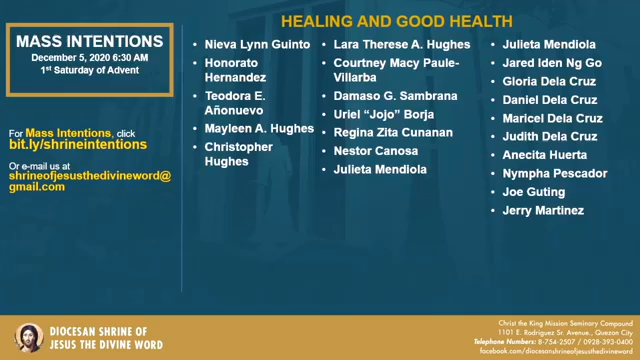 MASS INTENTIONS
December 5, 2020 6:30 AM
1st Saturday of Advent
For Mass Intentions, click
bit.ly/shrineintentions
Or e-mail us at
shrineofjesusthedivineword@
gmail.com
HEALING AND GOOD HEALTH
• Nieva Lynn Guinto
• Honorato
Hernandez
• Teodora E.
Añonuevo
• Mayleen A. Hughes
• Christopher
Hughes
• Lara Therese A. Hughes
• Courtney Macy Paule-
Villarba
• Damaso G. Sambrana
• Uriel “Jojo” Borja
• Regina Zita Cunanan
• Nestor Canosa
• Julieta Mendiola
• Julieta Mendiola
• Jared Iden Ng Go
• Gloria Dela Cruz
• Daniel Dela Cruz
• Maricel Dela Cruz
• Judith Dela Cruz
• Anecita Huerta
• Nympha Pescador
• Joe Guting
• Jerry Martinez
DIOCESAN SHRINE OF
JESUS THE DIVINE WORD
Christ the King Mission Seminary Compound
1101 E. Rodriguez Sr. Avenue., Quezon City
Telephone Numbers: 8-754-2507 / 0928-393-0400
facebook.com/diocesanshrineofjesusthedivineword